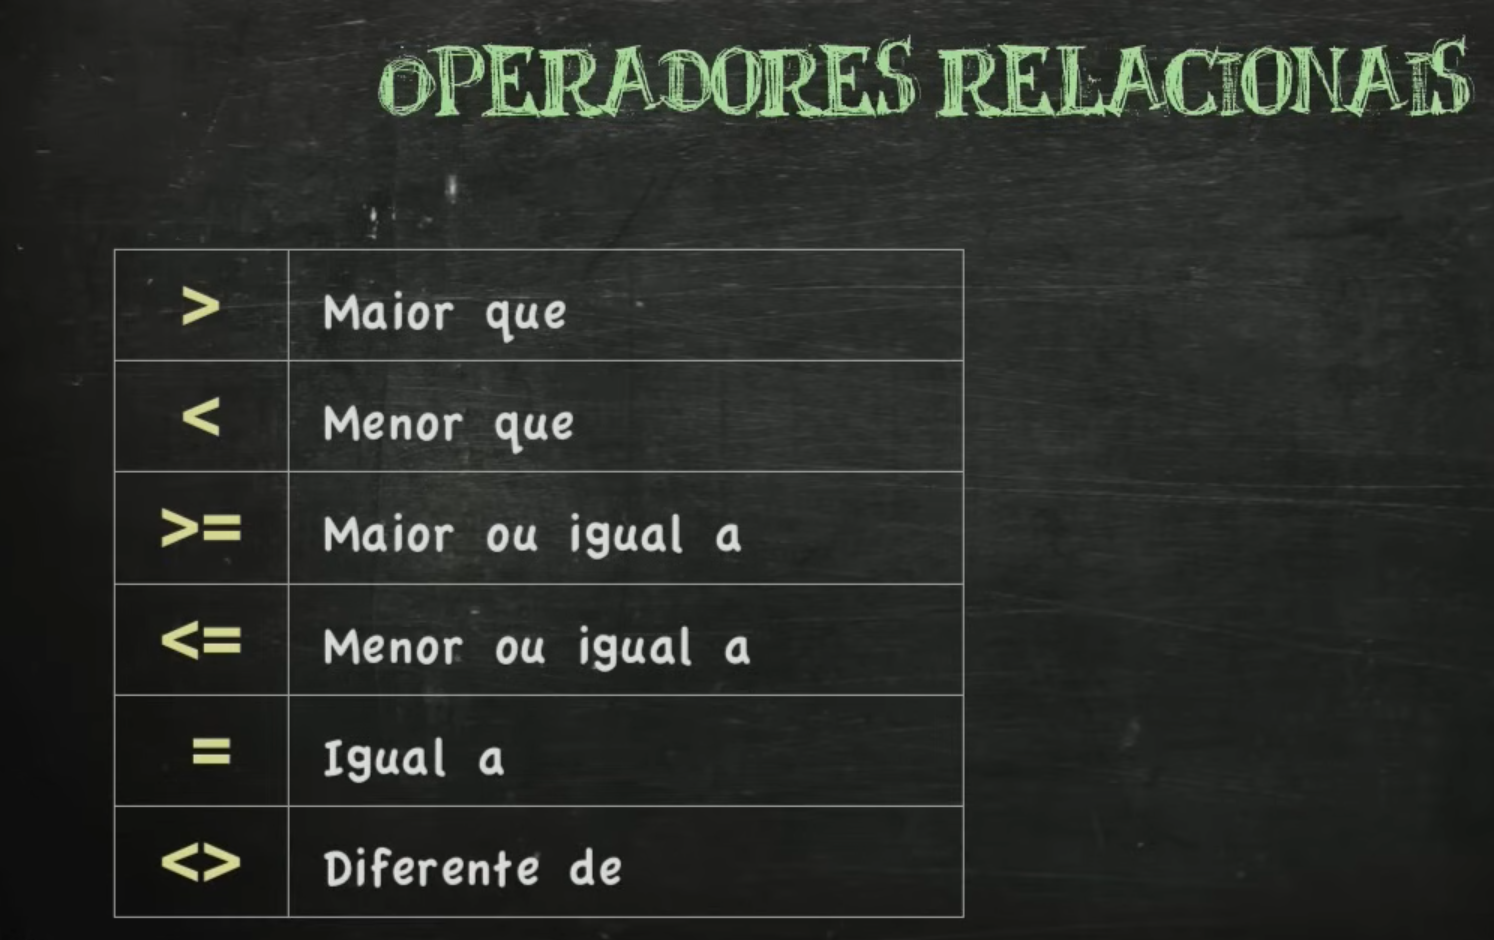 OPERADORES RELACIONAIS
> Maior que
< Menor que
>= Maior ou igual a
<= Menor ou igual a
= Igual a
<> Diferente de